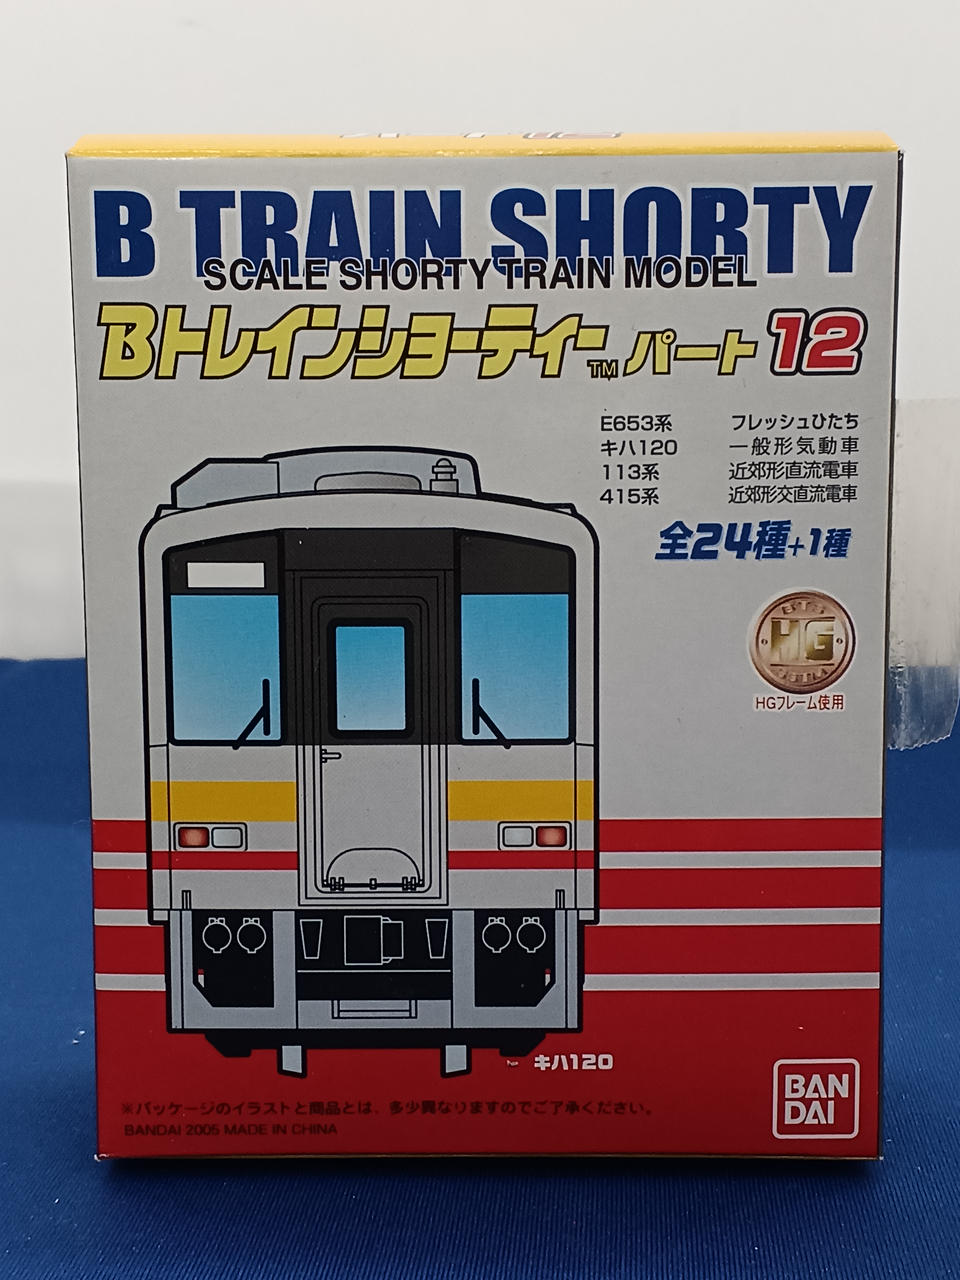 B TRAIN SHORTY
SCALE SHORTY TRAIN MODEL
Bトレインショーティー™ パート12
E653系 フレッシュひたち
キハ120 一般形気動車
113系 近郊形直流電車
415系 近郊形交直流電車
全24種+1種
HG
HGフレーム使用
キハ120
※パッケージのイラストと商品とは、多少異なりますのでご了承ください。
BANDAI 2005 MADE IN CHINA
BAN
DAI